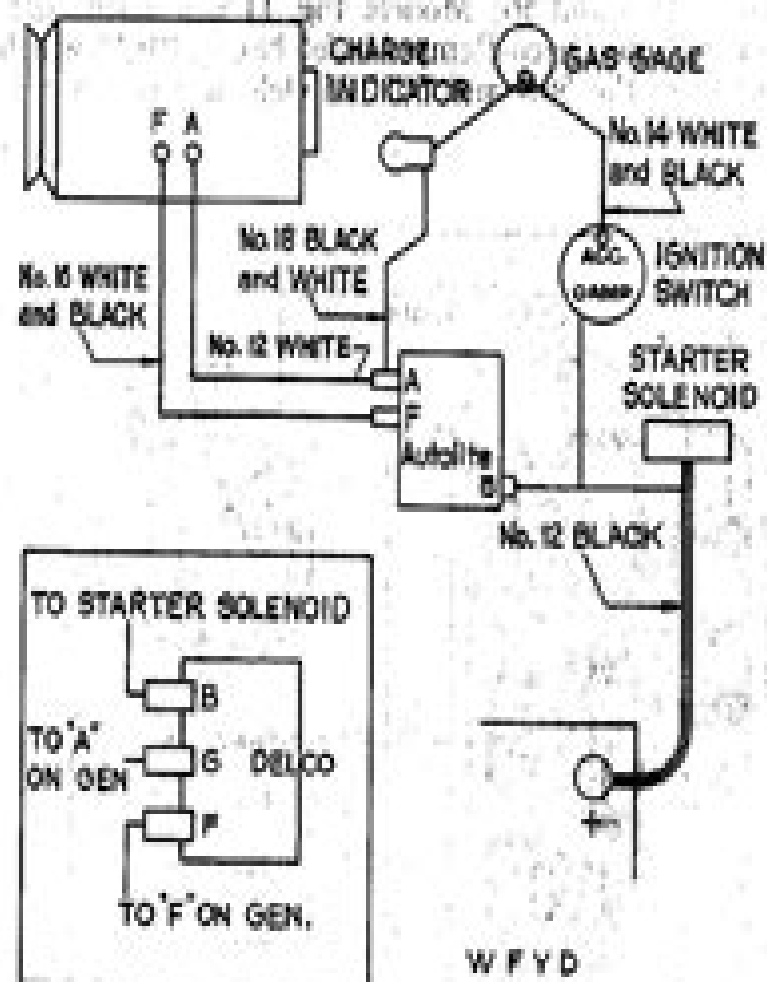 CHARGE
INDICATOR
GAS GAGE
F A
No.14 WHITE
and BLACK
No.18 BLACK
and WHITE
ACC.
IGNITION
SWITCH
No.16 WHITE
and BLACK
No.12 WHITE
STARTER
SOLENOID
A
F
Autolite
B
No.12 BLACK
TO STARTER SOLENOID
B
TO "A"
ON GEN
G DELCO
F
TO "F" ON GEN.
+
W F Y D